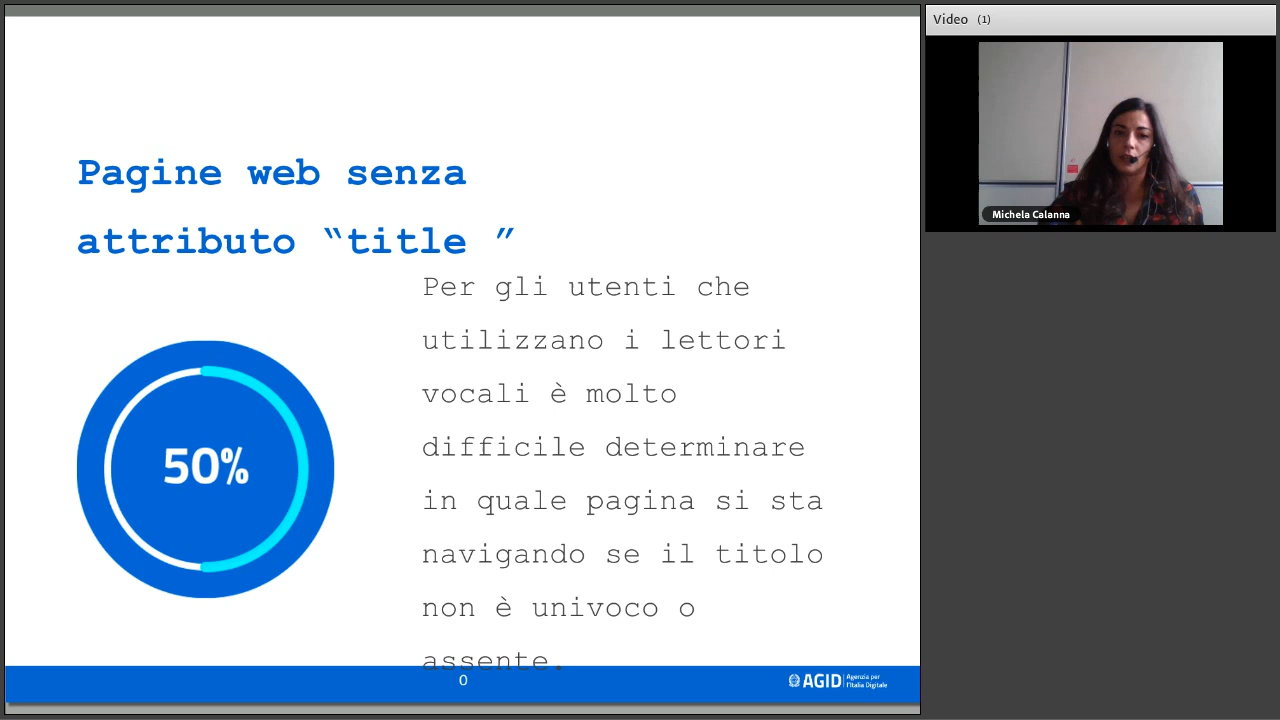 Pagine web senza
attributo “title ”
Per gli utenti che
utilizzano i lettori
vocali è molto
difficile determinare
in quale pagina si sta
navigando se il titolo
non è univoco o
assente.
50%
0
AGID Agenzia per
l'Italia Digitale
Video (1)
Michela Calanna